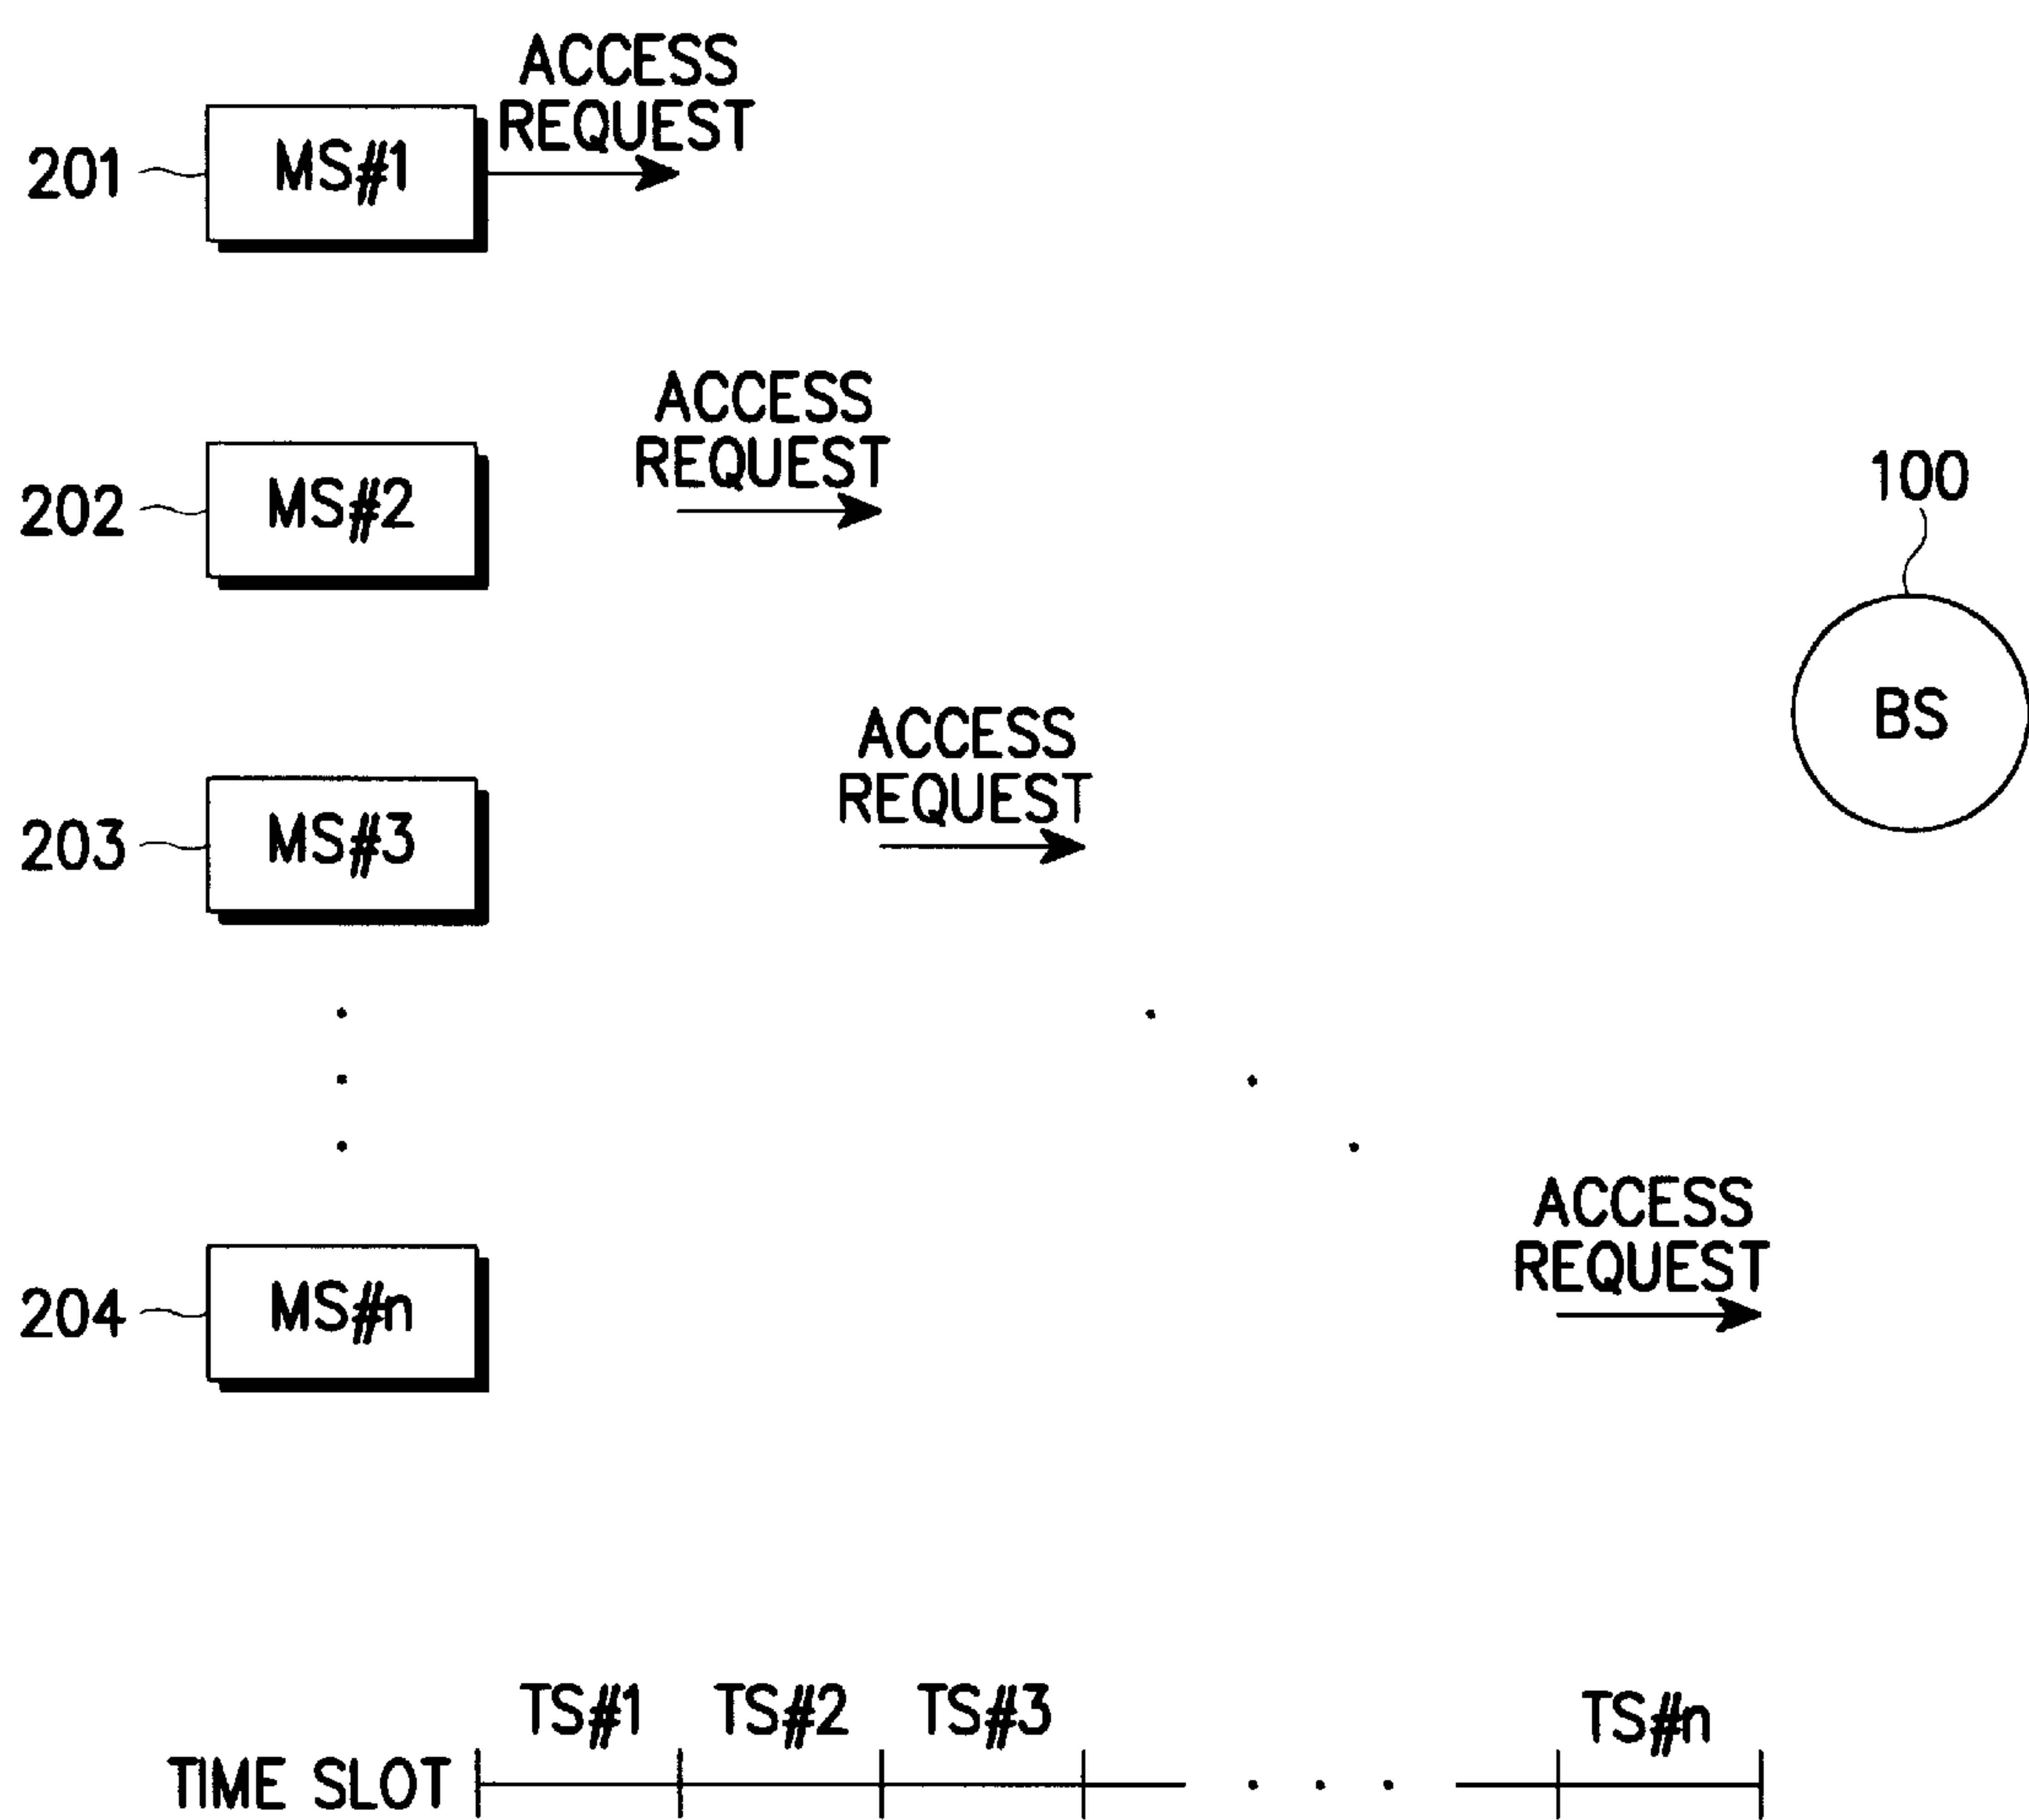 ACCESS
REQUEST
201
MS#1
ACCESS
REQUEST
202
MS#2
100
BS
ACCESS
REQUEST
203
MS#3
ACCESS
REQUEST
204
MS#n
TS#1 TS#2 TS#3 TS#n
TIME SLOT